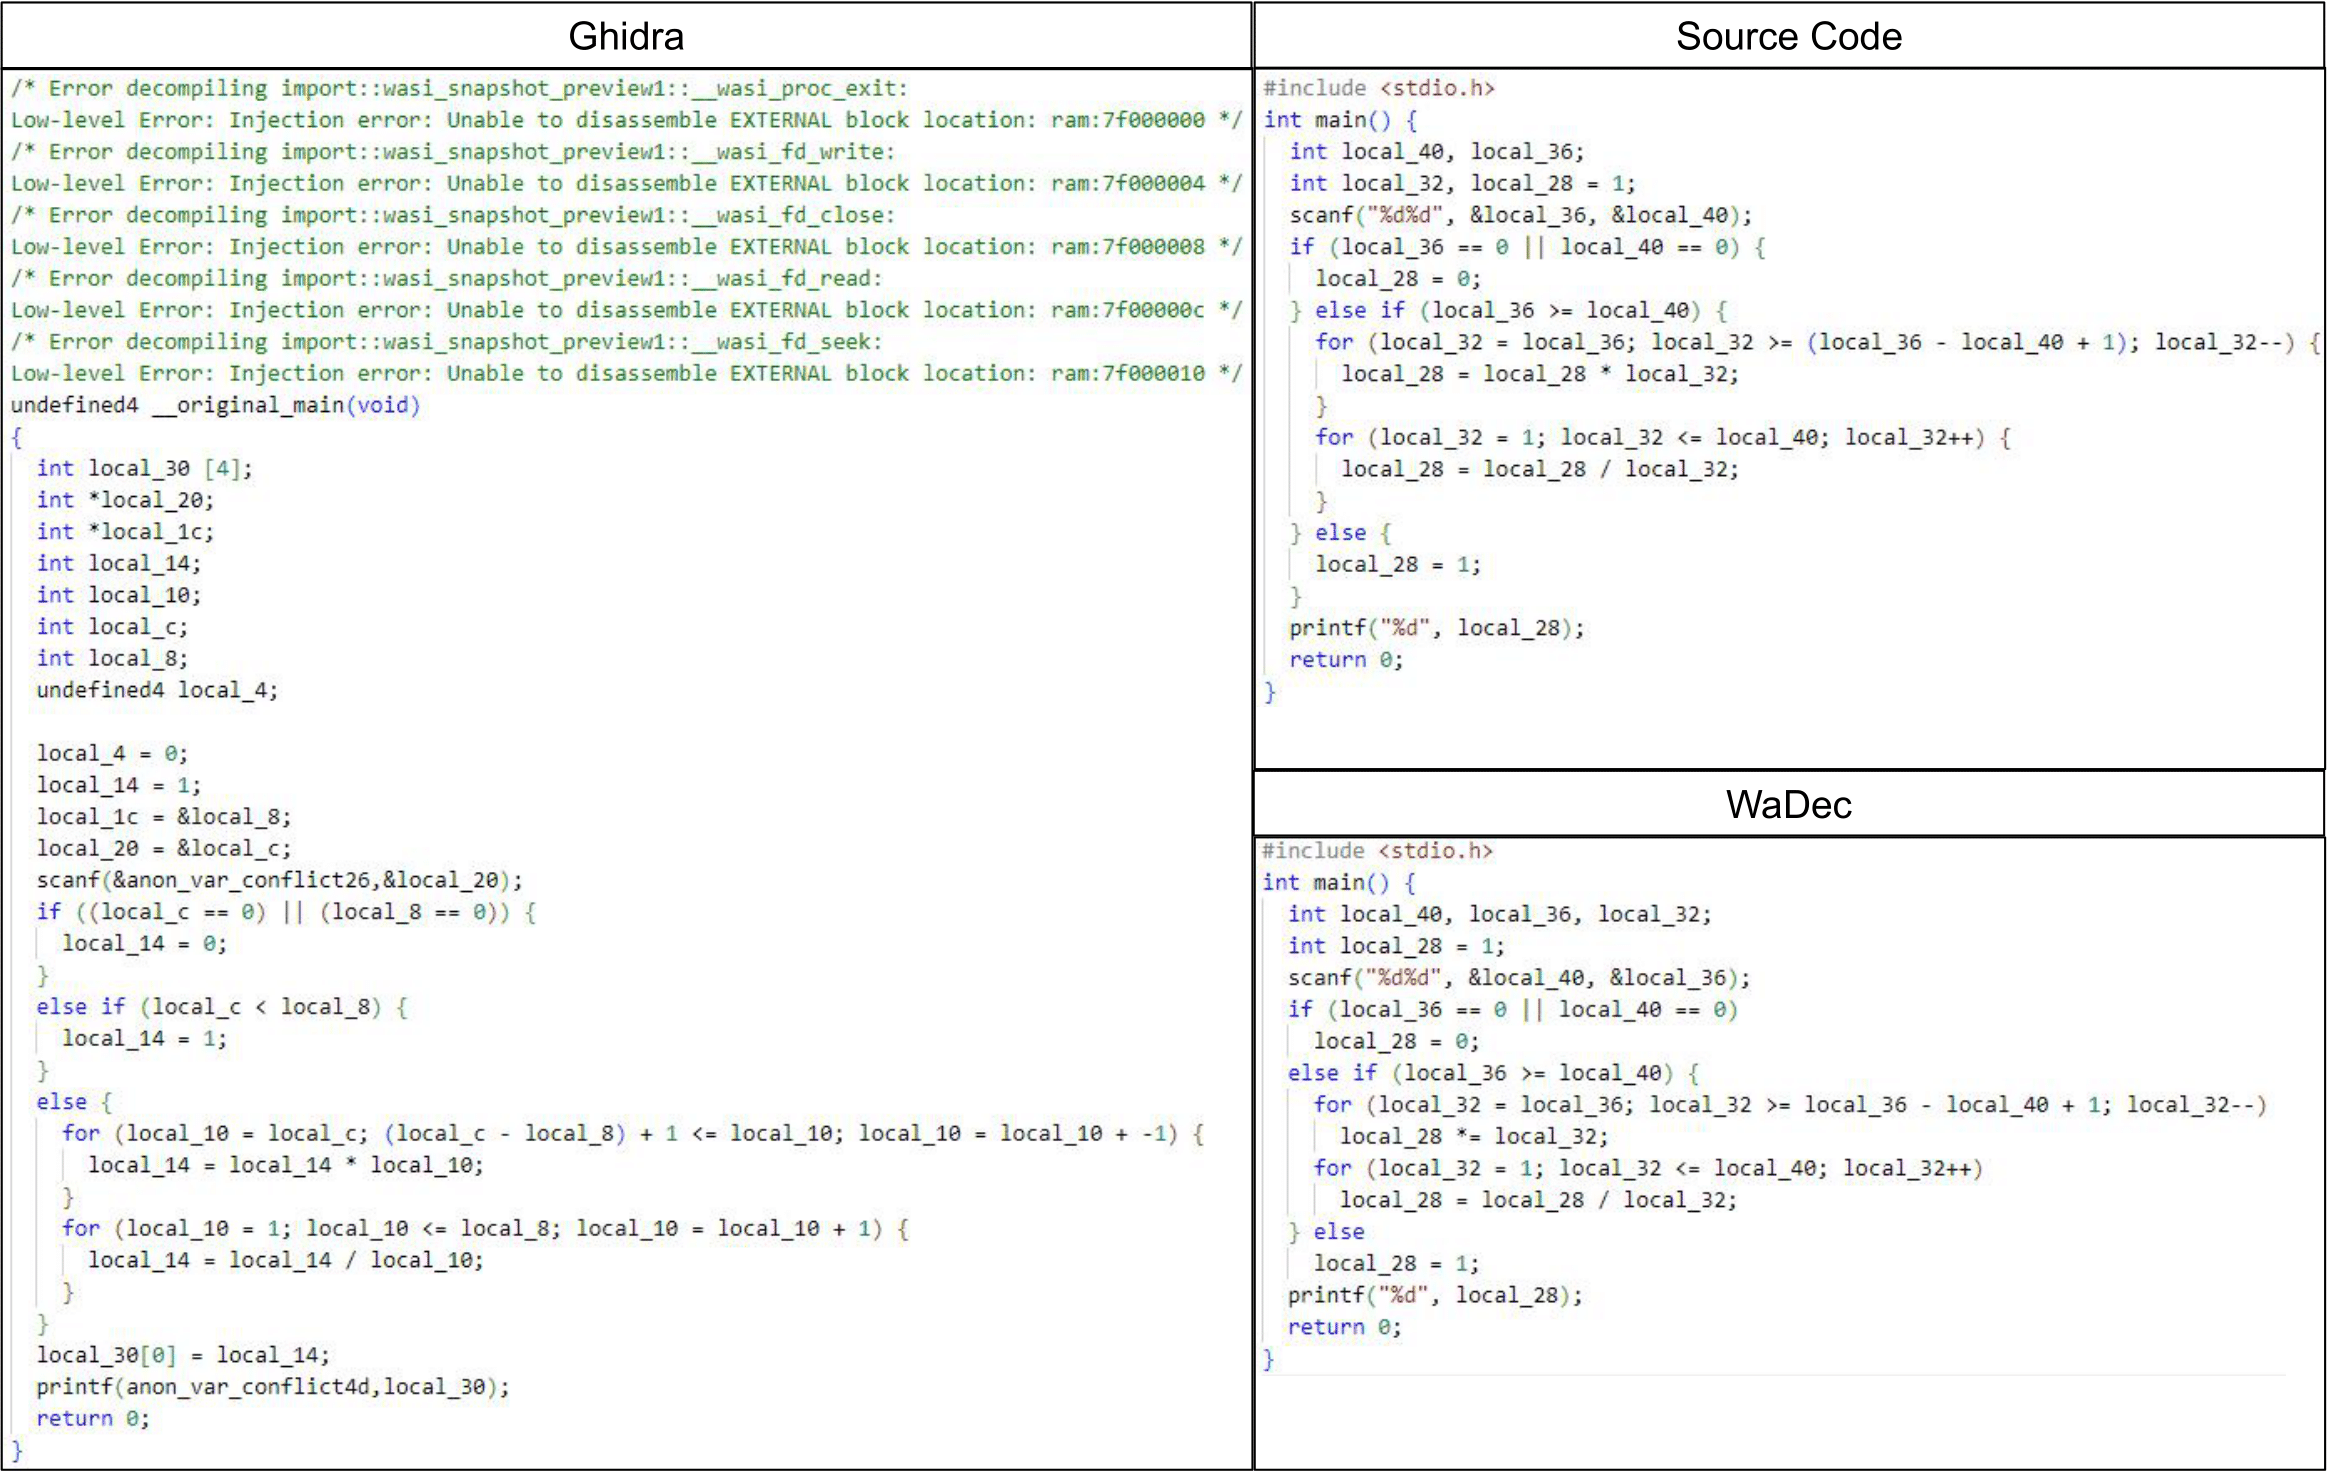 Ghidra
/* Error decompiling import::wasi_snapshot_preview1::__wasi_proc_exit:
Low-level Error: Injection error: Unable to disassemble EXTERNAL block location: ram:7f000000 */
/* Error decompiling import::wasi_snapshot_preview1::__wasi_fd_write:
Low-level Error: Injection error: Unable to disassemble EXTERNAL block location: ram:7f000004 */
/* Error decompiling import::wasi_snapshot_preview1::__wasi_fd_close:
Low-level Error: Injection error: Unable to disassemble EXTERNAL block location: ram:7f000008 */
/* Error decompiling import::wasi_snapshot_preview1::__wasi_fd_read:
Low-level Error: Injection error: Unable to disassemble EXTERNAL block location: ram:7f00000c */
/* Error decompiling import::wasi_snapshot_preview1::__wasi_fd_seek:
Low-level Error: Injection error: Unable to disassemble EXTERNAL block location: ram:7f000010 */
undefined4 __original_main(void)
{
  int local_30 [4];
  int *local_20;
  int *local_1c;
  int local_14;
  int local_10;
  int local_c;
  int local_8;
  undefined4 local_4;

  local_4 = 0;
  local_14 = 1;
  local_1c = &local_8;
  local_20 = &local_c;
  scanf(&anon_var_conflict26,&local_20);
  if ((local_c == 0) || (local_8 == 0)) {
    local_14 = 0;
  }
  else if (local_c < local_8) {
    local_14 = 1;
  }
  else {
    for (local_10 = local_c; (local_c - local_8) + 1 <= local_10; local_10 = local_10 + -1) {
      local_14 = local_14 * local_10;
    }
    for (local_10 = 1; local_10 <= local_8; local_10 = local_10 + 1) {
      local_14 = local_14 / local_10;
    }
  }
  local_30[0] = local_14;
  printf(anon_var_conflict4d,local_30);
  return 0;
}
Source Code
#include <stdio.h>
int main() {
  int local_40, local_36;
  int local_32, local_28 = 1;
  scanf("%d%d", &local_36, &local_40);
  if (local_36 == 0 || local_40 == 0) {
    local_28 = 0;
  } else if (local_36 >= local_40) {
    for (local_32 = local_36; local_32 >= (local_36 - local_40 + 1); local_32--) {
      local_28 = local_28 * local_32;
    }
    for (local_32 = 1; local_32 <= local_40; local_32++) {
      local_28 = local_28 / local_32;
    }
  } else {
    local_28 = 1;
  }
  printf("%d", local_28);
  return 0;
}
WaDec
#include <stdio.h>
int main() {
  int local_40, local_36, local_32;
  int local_28 = 1;
  scanf("%d%d", &local_40, &local_36);
  if (local_36 == 0 || local_40 == 0)
    local_28 = 0;
  else if (local_36 >= local_40) {
    for (local_32 = local_36; local_32 >= local_36 - local_40 + 1; local_32--)
      local_28 *= local_32;
    for (local_32 = 1; local_32 <= local_40; local_32++)
      local_28 = local_28 / local_32;
  } else
    local_28 = 1;
  printf("%d", local_28);
  return 0;
}